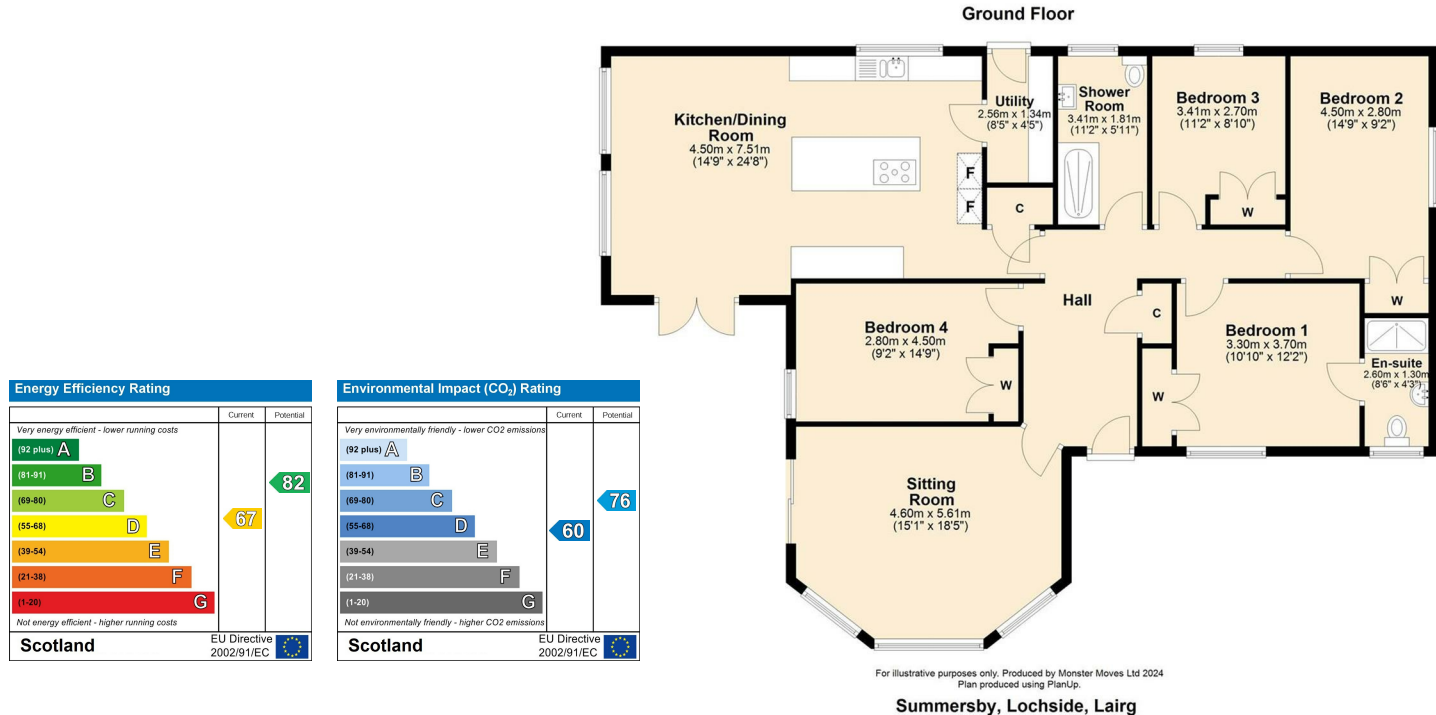 Ground Floor
Kitchen/Dining
Room
4.50m x 7.51m
(14'9" x 24'8")
Utility
2.56m x 1.34m
(8'5" x 4'5")
Shower
Room
3.41m x 1.81m
(11'2" x 5'11")
Bedroom 3
3.41m x 2.70m
(11'2" x 8'10")
Bedroom 2
4.50m x 2.80m
(14'9" x 9'2")
F
F
C
W
W
Hall
C
Bedroom 4
2.80m x 4.50m
(9'2" x 14'9")
W
W
Bedroom 1
3.30m x 3.70m
(10'10" x 12'2")
En-suite
2.60m x 1.30m
(8'6" x 4'3")
Sitting
Room
4.60m x 5.61m
(15'1" x 18'5")
Energy Efficiency Rating
Current
Potential
Very energy efficient - lower running costs
(92 plus) A
(81-91) B
(69-80) C
(55-68) D
(39-54) E
(21-38) F
(1-20) G
67
82
Not energy efficient - higher running costs
Scotland
EU Directive
2002/91/EC
Environmental Impact (CO₂) Rating
Current
Potential
Very environmentally friendly - lower CO2 emissions
(92 plus) A
(81-91) B
(69-80) C
(55-68) D
(39-54) E
(21-38) F
(1-20) G
60
76
Not environmentally friendly - higher CO2 emissions
Scotland
EU Directive
2002/91/EC
For illustrative purposes only. Produced by Monster Moves Ltd 2024
Plan produced using PlanUp.
Summersby, Lochside, Lairg